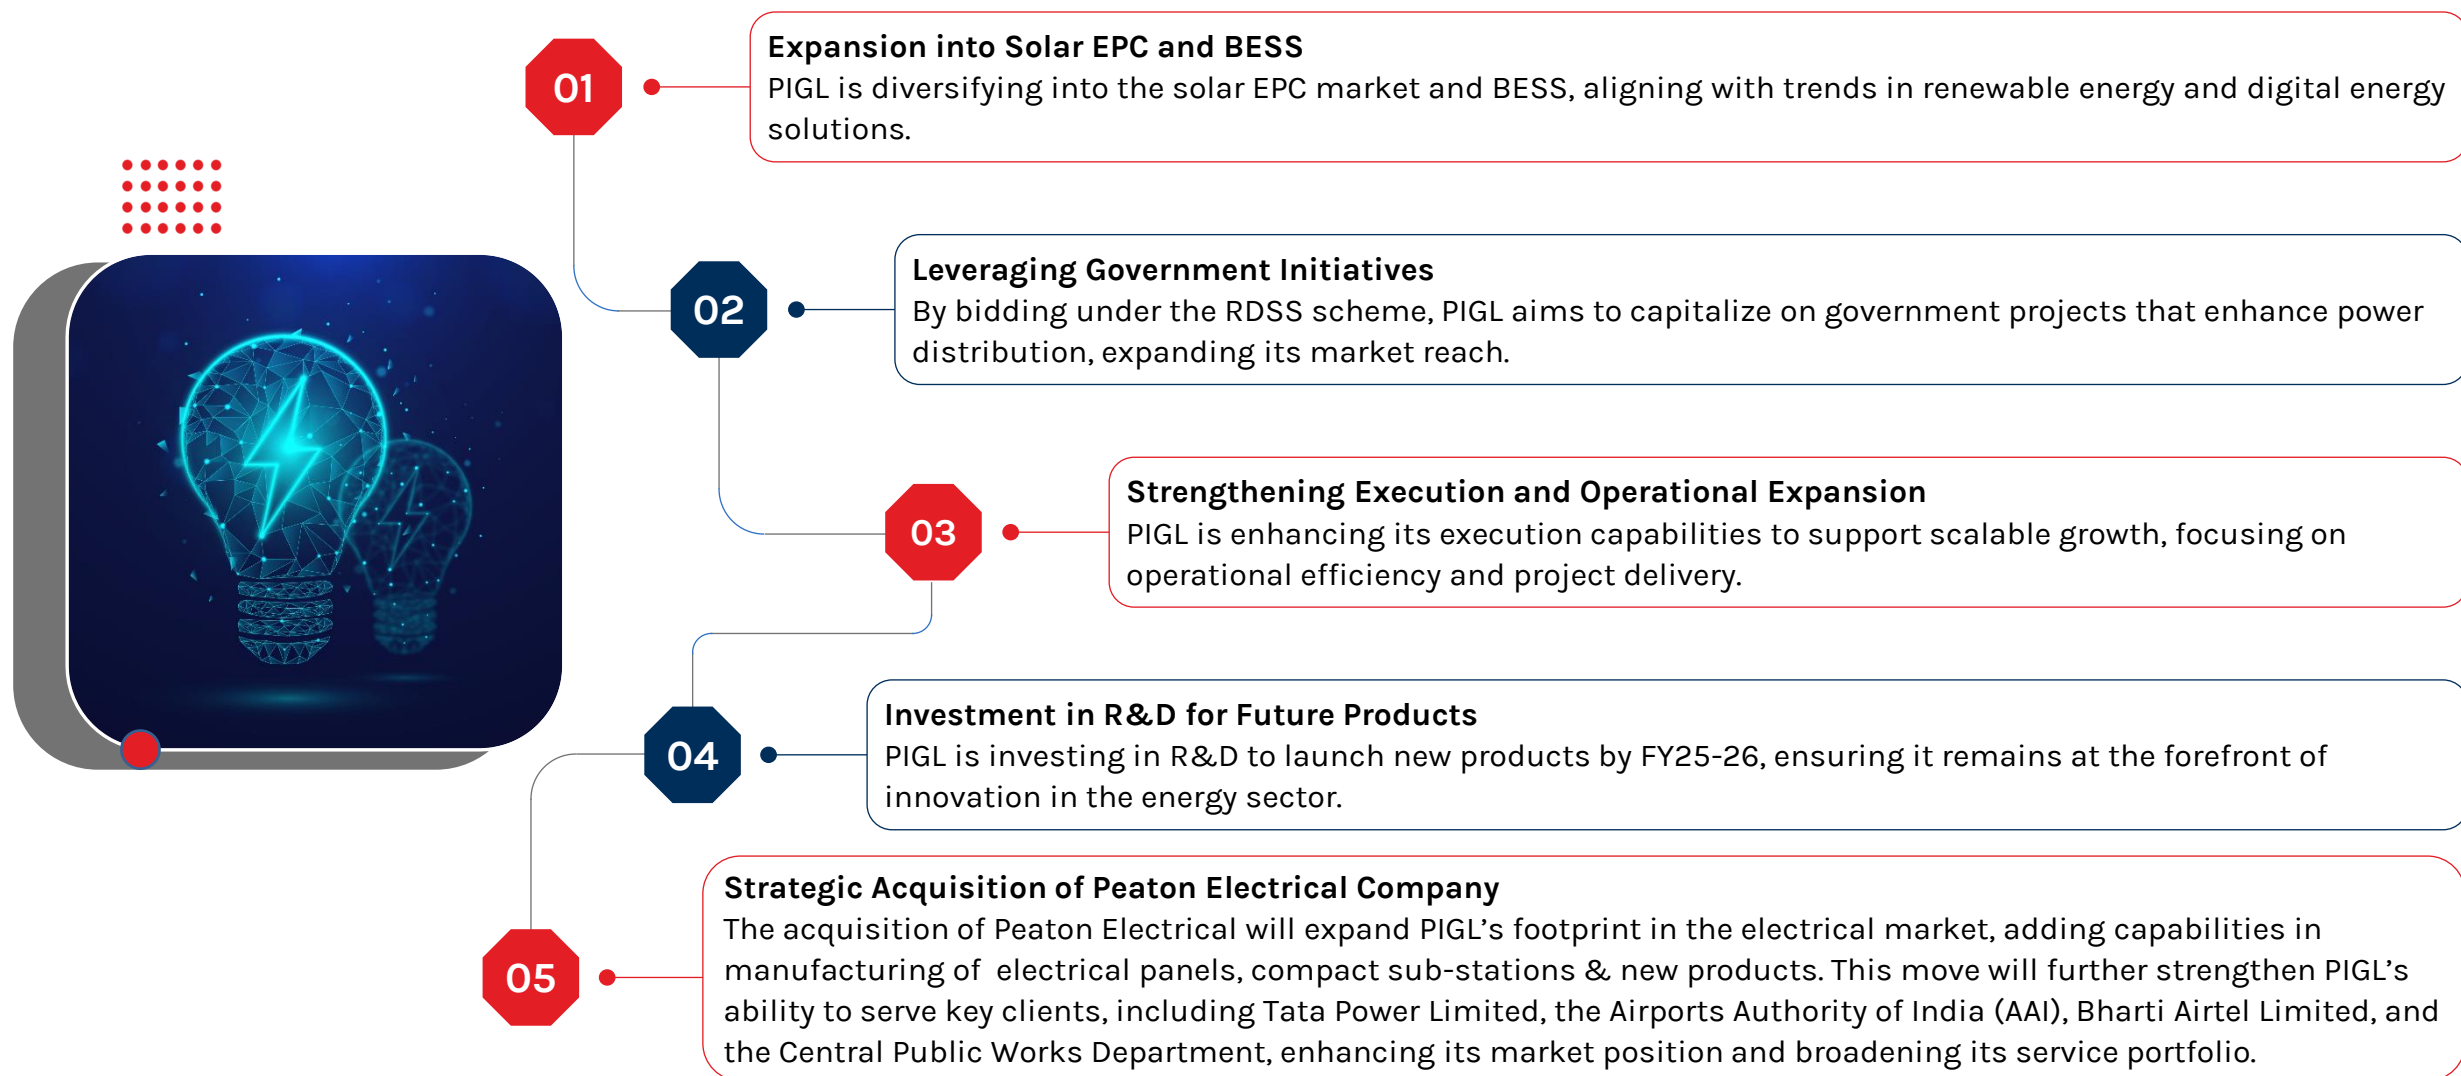 01
Expansion into Solar EPC and BESS
PIGL is diversifying into the solar EPC market and BESS, aligning with trends in renewable energy and digital energy
solutions.
02
Leveraging Government Initiatives
By bidding under the RDSS scheme, PIGL aims to capitalize on government projects that enhance power
distribution, expanding its market reach.
03
Strengthening Execution and Operational Expansion
PIGL is enhancing its execution capabilities to support scalable growth, focusing on
operational efficiency and project delivery.
04
Investment in R&D for Future Products
PIGL is investing in R&D to launch new products by FY25-26, ensuring it remains at the forefront of
innovation in the energy sector.
05
Strategic Acquisition of Peaton Electrical Company
The acquisition of Peaton Electrical will expand PIGL’s footprint in the electrical market, adding capabilities in
manufacturing of  electrical panels, compact sub-stations & new products. This move will further strengthen PIGL’s
ability to serve key clients, including Tata Power Limited, the Airports Authority of India (AAI), Bharti Airtel Limited, and
the Central Public Works Department, enhancing its market position and broadening its service portfolio.